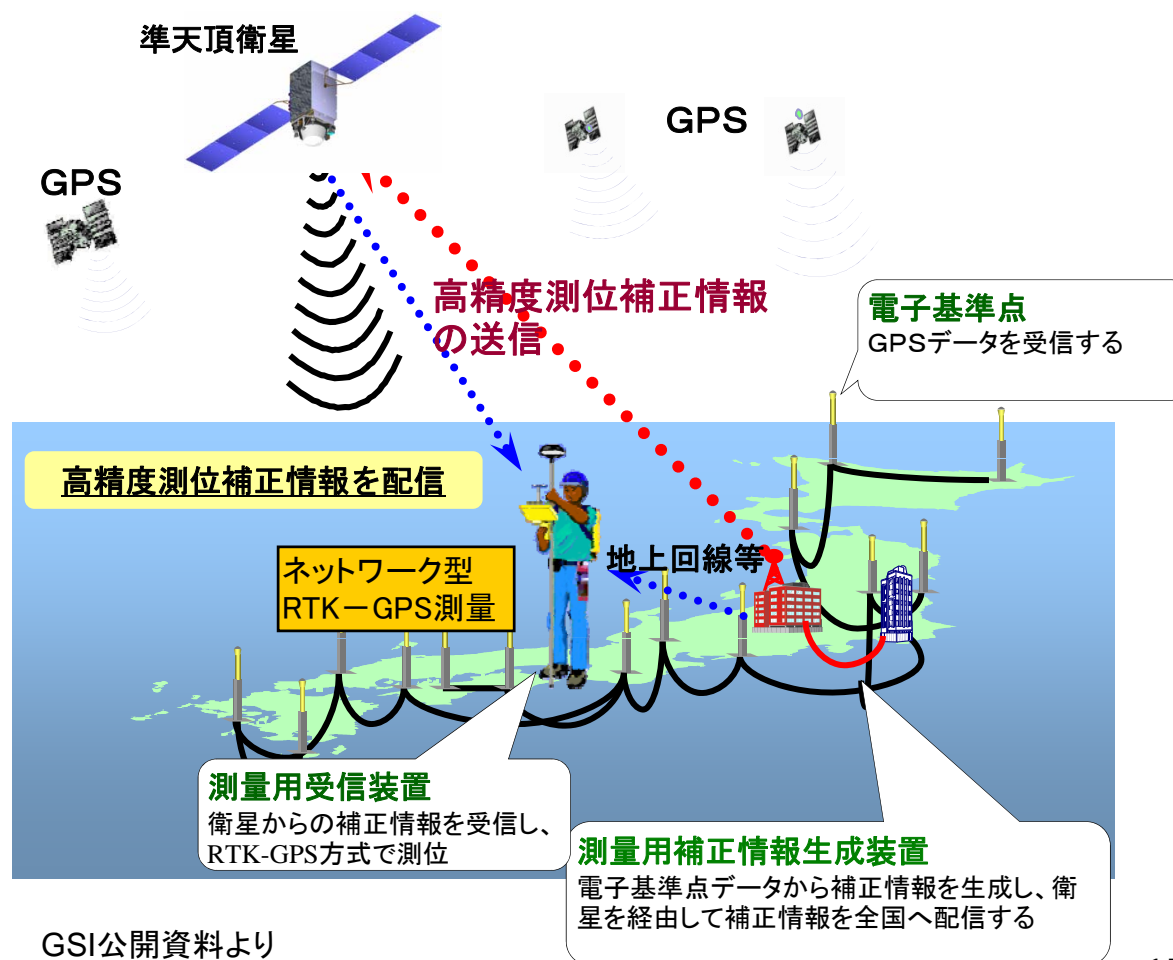 準天頂衛星
GPS
GPS
高精度測位補正情報
の送信
電子基準点
GPSデータを受信する
高精度測位補正情報を配信
ネットワーク型
RTK－GPS測量
地上回線等
測量用受信装置
衛星からの補正情報を受信し、
RTK-GPS方式で測位
測量用補正情報生成装置
電子基準点データから補正情報を生成し、衛
星を経由して補正情報を全国へ配信する
GSI公開資料より